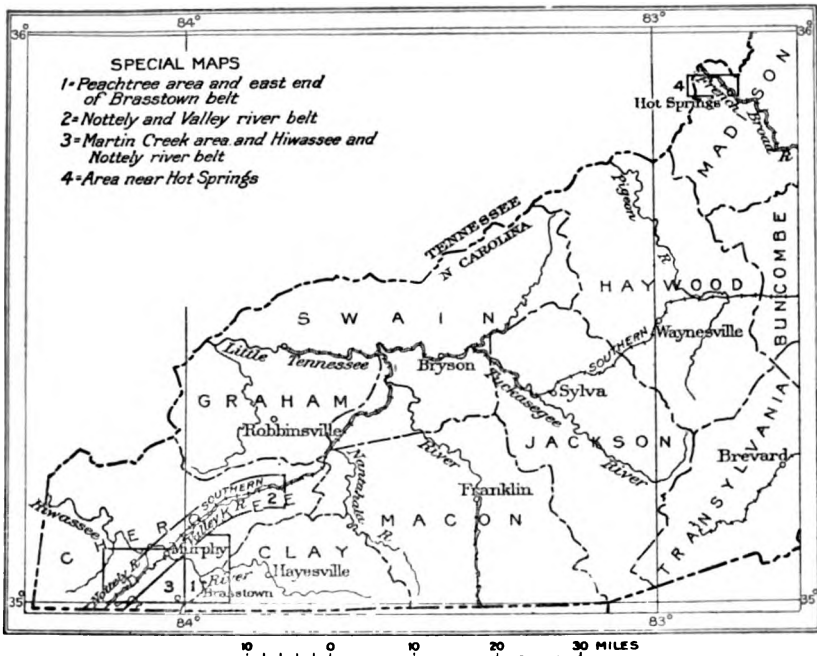 84°
83°
36°
36°
SPECIAL MAPS
1=Peachtree area and east end
of Brasstown belt
2=Nottely and Valley river belt
3=Martin Creek area and Hiwassee and
Nottely river belt
4=Area near Hot Springs
4
Hot Springs
French
Broad
R
MADISON
TENNESSEE
N CAROLINA
Pigeon
R
HAYWOOD
BUNCOMBE
SWAIN
SOUTHERN
Waynesville
Little
Tennessee
Bryson
Tuckasegee
River
Sylva
GRAHAM
Robbinsville
JACKSON
TRANSYLVANIA
Brevard
River
Franklin
Nantahala
R
MACON
SOUTHERN
2
Hiwassee
CHEROKEE
Valley R
Murphy
CLAY
Hayesville
Nottely R
3
1
River
Brasstown
35°
35°
84°
83°
10 0 10 20 30 MILES